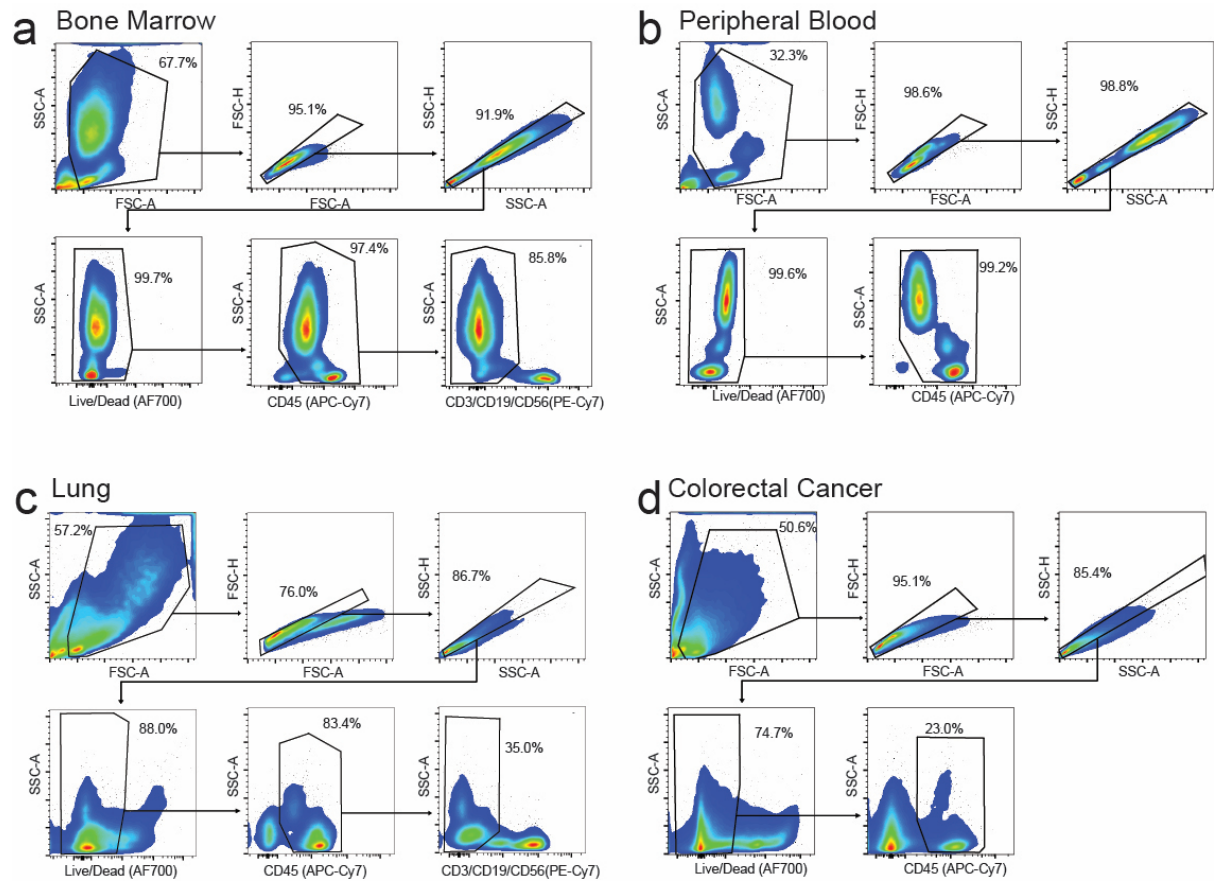 a Bone Marrow
67.7%
SSC-A
FSC-A
95.1%
FSC-H
FSC-A
91.9%
SSC-H
SSC-A
99.7%
SSC-A
Live/Dead (AF700)
97.4%
SSC-A
CD45 (APC-Cy7)
85.8%
SSC-A
CD3/CD19/CD56(PE-Cy7)
b Peripheral Blood
32.3%
SSC-A
FSC-A
98.6%
FSC-H
FSC-A
98.8%
SSC-H
SSC-A
99.6%
SSC-A
Live/Dead (AF700)
99.2%
SSC-A
CD45 (APC-Cy7)
c Lung
57.2%
SSC-A
FSC-A
76.0%
FSC-H
FSC-A
86.7%
SSC-H
SSC-A
88.0%
SSC-A
Live/Dead (AF700)
83.4%
SSC-A
CD45 (APC-Cy7)
35.0%
SSC-A
CD3/CD19/CD56(PE-Cy7)
d Colorectal Cancer
50.6%
SSC-A
FSC-A
95.1%
FSC-H
FSC-A
85.4%
SSC-H
SSC-A
74.7%
SSC-A
Live/Dead (AF700)
23.0%
SSC-A
CD45 (APC-Cy7)